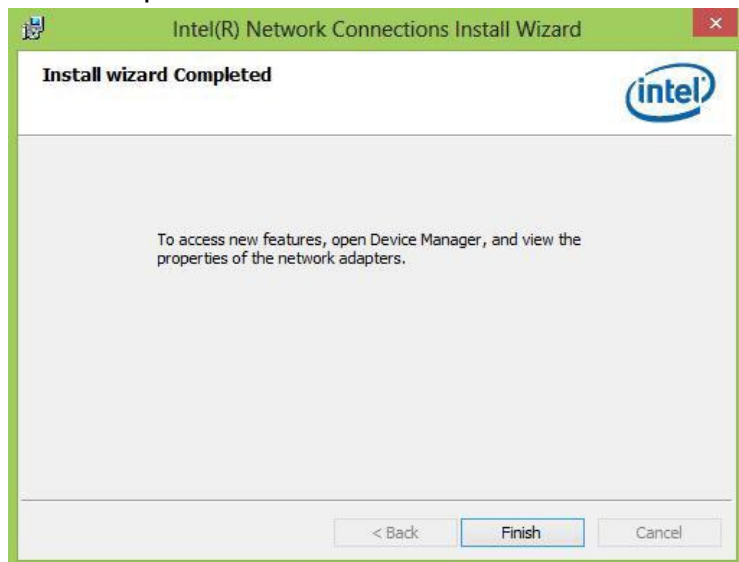 Intel(R) Network Connections Install Wizard
Install wizard Completed
intel
To access new features, open Device Manager, and view the
properties of the network adapters.
< Back
Finish
Cancel